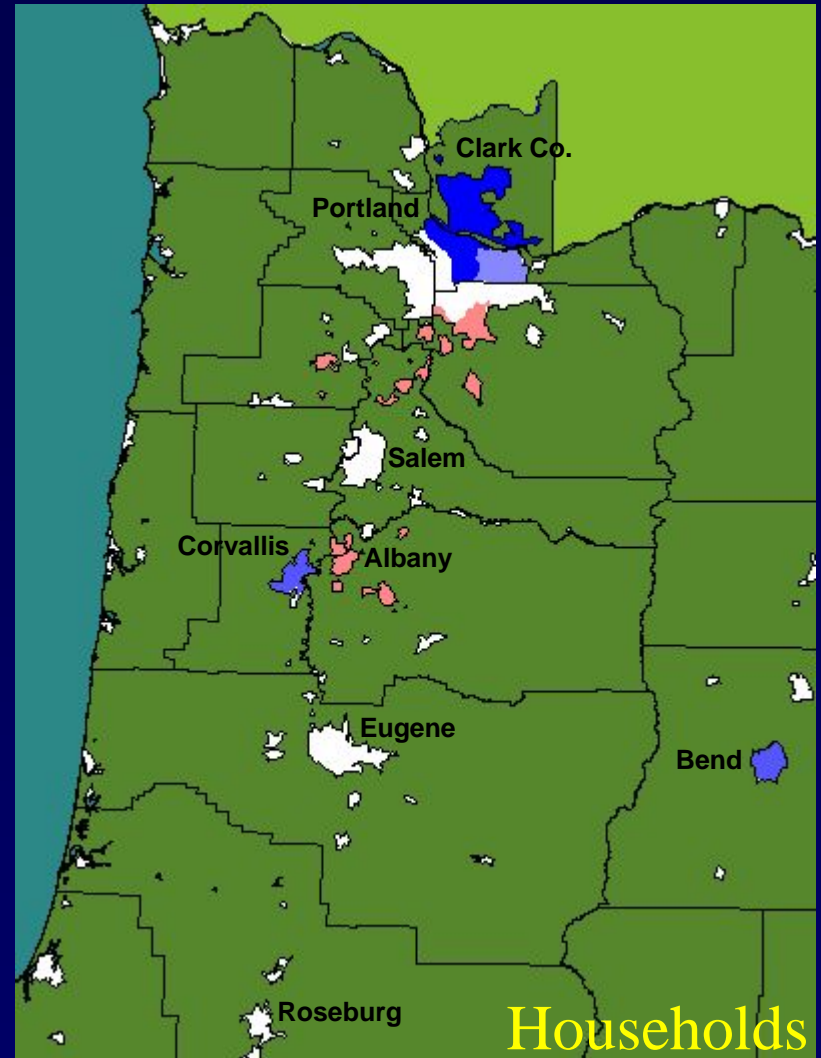 Clark Co.
Portland
Salem
Corvallis
Albany
Eugene
Bend
Roseburg
Households